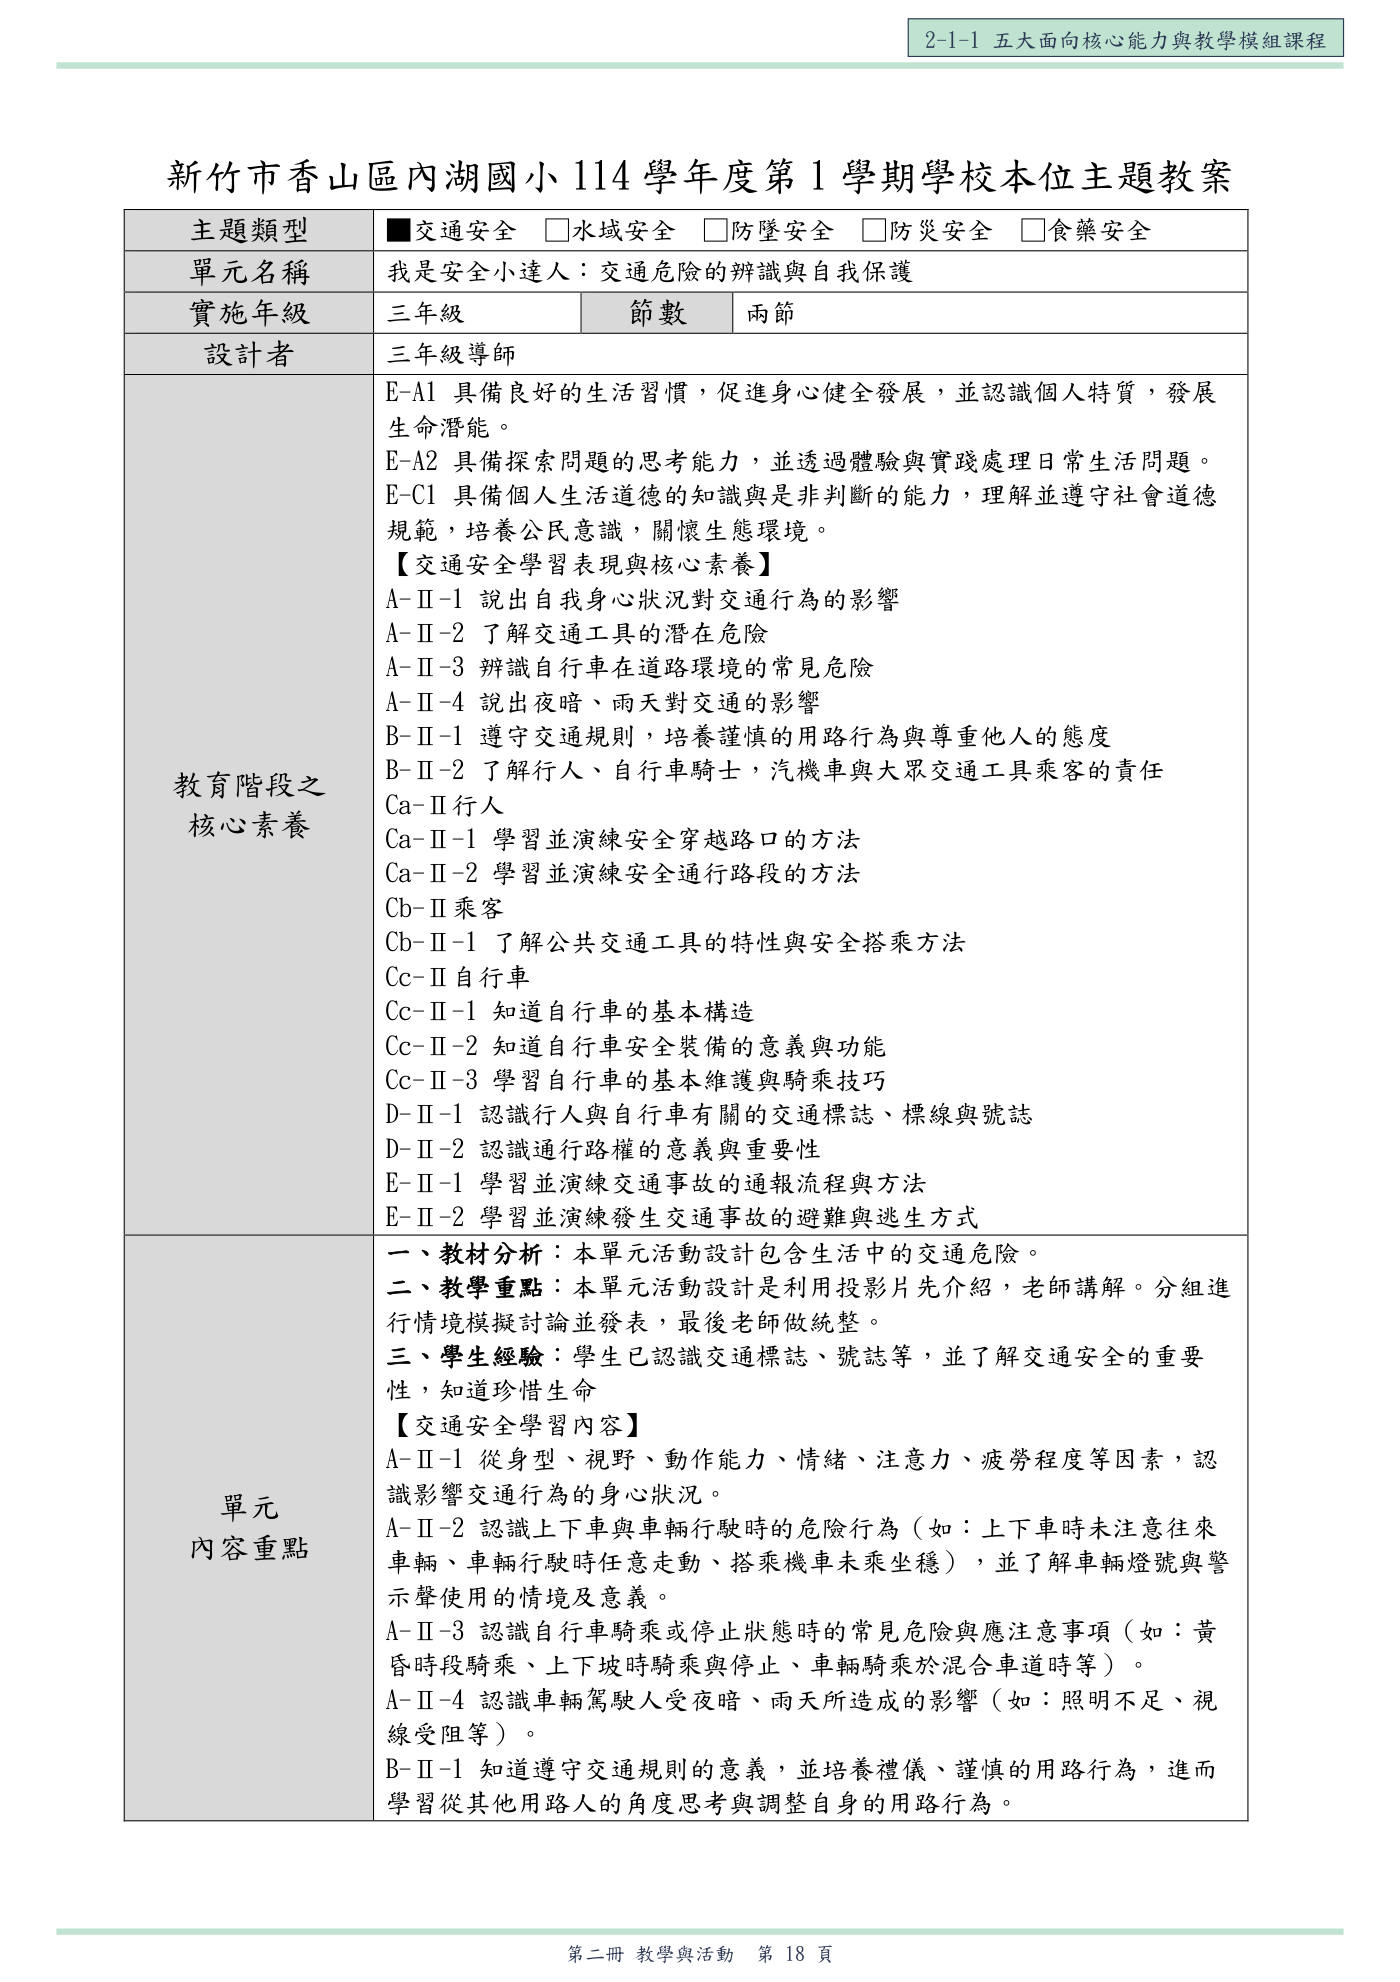 2-1-1 五大面向核心能力與教學模組課程
新竹市香山區內湖國小 114 學年度第 1 學期學校本位主題教案
主題類型 ■交通安全 □水域安全 □防墜安全 □防災安全 □食藥安全
單元名稱 我是安全小達人：交通危險的辨識與自我保護
實施年級 三年級 節數 兩節
設計者 三年級導師
教育階段之
核心素養
E-A1 具備良好的生活習慣，促進身心健全發展，並認識個人特質，發展
生命潛能。
E-A2 具備探索問題的思考能力，並透過體驗與實踐處理日常生活問題。
E-C1 具備個人生活道德的知識與是非判斷的能力，理解並遵守社會道德
規範，培養公民意識，關懷生態環境。
【交通安全學習表現與核心素養】
A-Ⅱ-1 說出自我身心狀況對交通行為的影響
A-Ⅱ-2 了解交通工具的潛在危險
A-Ⅱ-3 辨識自行車在道路環境的常見危險
A-Ⅱ-4 說出夜暗、雨天對交通的影響
B-Ⅱ-1 遵守交通規則，培養謹慎的用路行為與尊重他人的態度
B-Ⅱ-2 了解行人、自行車騎士，汽機車與大眾交通工具乘客的責任
Ca-Ⅱ行人
Ca-Ⅱ-1 學習並演練安全穿越路口的方法
Ca-Ⅱ-2 學習並演練安全通行路段的方法
Cb-Ⅱ乘客
Cb-Ⅱ-1 了解公共交通工具的特性與安全搭乘方法
Cc-Ⅱ自行車
Cc-Ⅱ-1 知道自行車的基本構造
Cc-Ⅱ-2 知道自行車安全裝備的意義與功能
Cc-Ⅱ-3 學習自行車的基本維護與騎乘技巧
D-Ⅱ-1 認識行人與自行車有關的交通標誌、標線與號誌
D-Ⅱ-2 認識通行路權的意義與重要性
E-Ⅱ-1 學習並演練交通事故的通報流程與方法
E-Ⅱ-2 學習並演練發生交通事故的避難與逃生方式
單元
內容重點
一、教材分析：本單元活動設計包含生活中的交通危險。
二、教學重點：本單元活動設計是利用投影片先介紹，老師講解。分組進
行情境模擬討論並發表，最後老師做統整。
三、學生經驗：學生已認識交通標誌、號誌等，並了解交通安全的重要
性，知道珍惜生命
【交通安全學習內容】
A-Ⅱ-1 從身型、視野、動作能力、情緒、注意力、疲勞程度等因素，認
識影響交通行為的身心狀況。
A-Ⅱ-2 認識上下車與車輛行駛時的危險行為（如：上下車時未注意往來
車輛、車輛行駛時任意走動、搭乘機車未乘坐穩），並了解車輛燈號與警
示聲使用的情境及意義。
A-Ⅱ-3 認識自行車騎乘或停止狀態時的常見危險與應注意事項（如：黃
昏時段騎乘、上下坡時騎乘與停止、車輛騎乘於混合車道時等）。
A-Ⅱ-4 認識車輛駕駛人受夜暗、雨天所造成的影響（如：照明不足、視
線受阻等）。
B-Ⅱ-1 知道遵守交通規則的意義，並培養禮儀、謹慎的用路行為，進而
學習從其他用路人的角度思考與調整自身的用路行為。
第二冊 教學與活動 第 18 頁